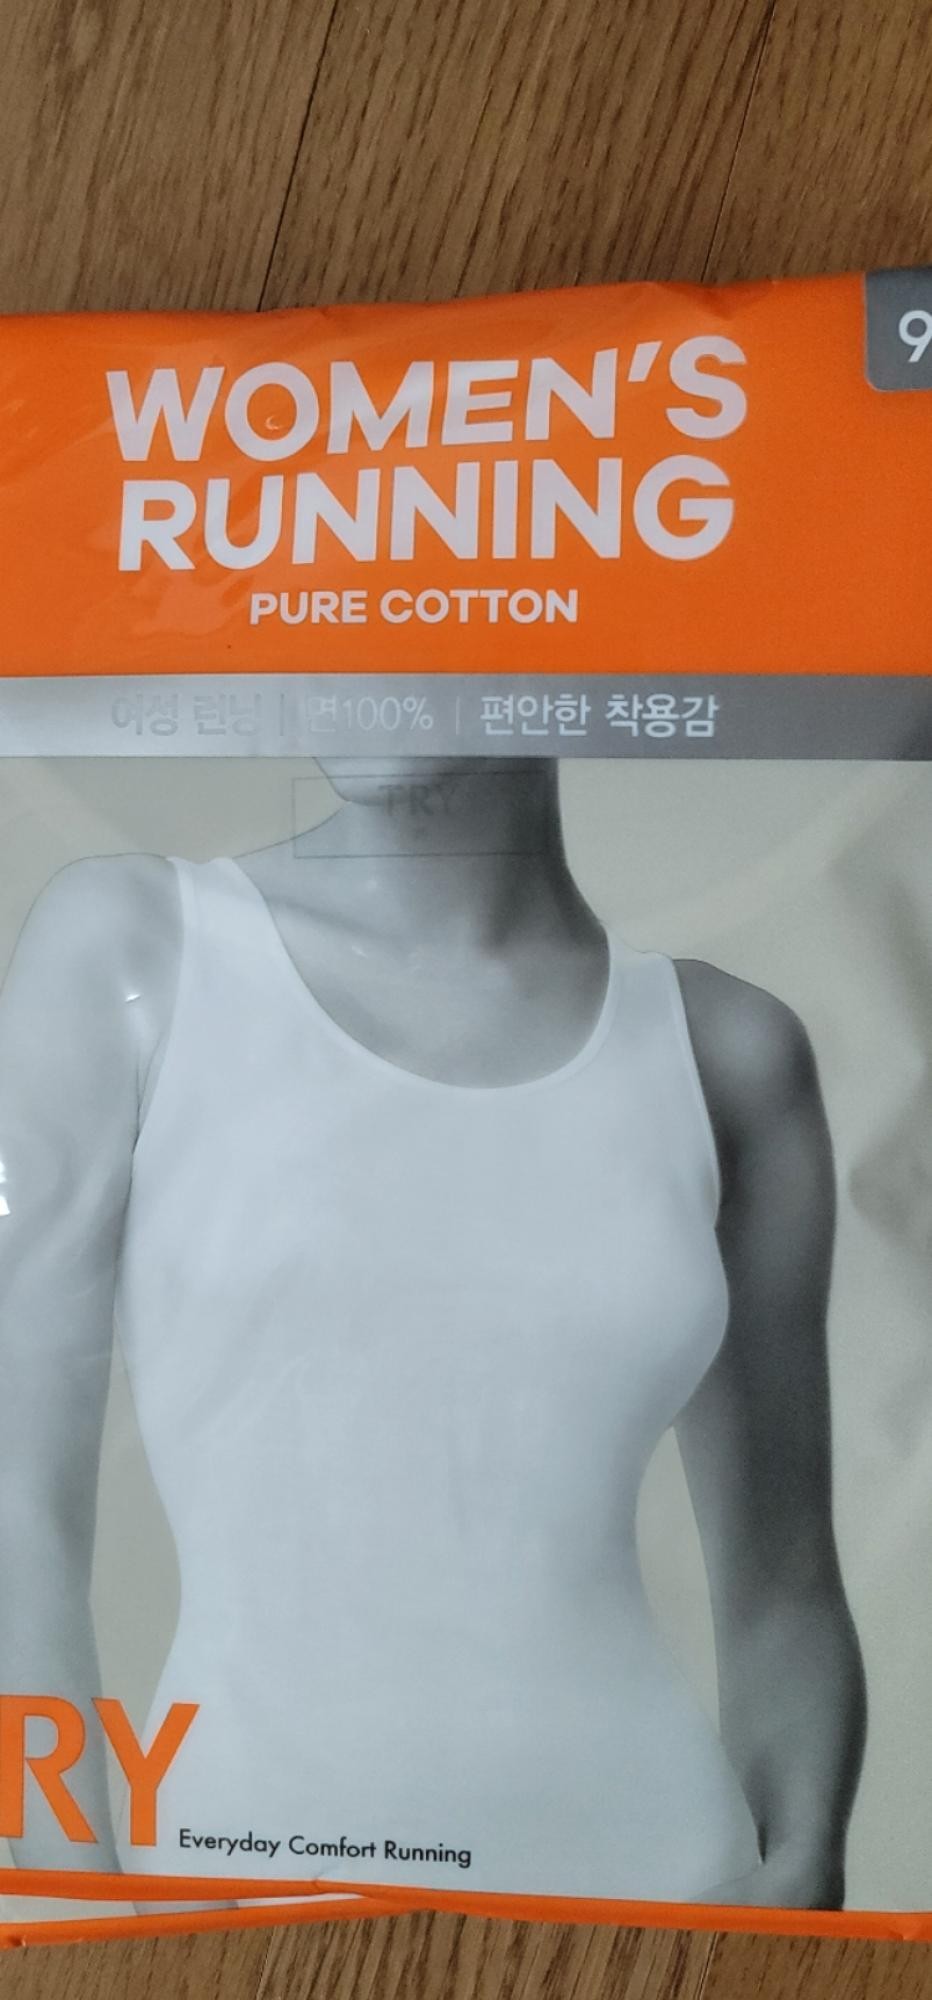 9
WOMEN'S
RUNNING
PURE COTTON
여성 런닝 | 면100% | 편안한 착용감
TRY
RY
Everyday Comfort Running